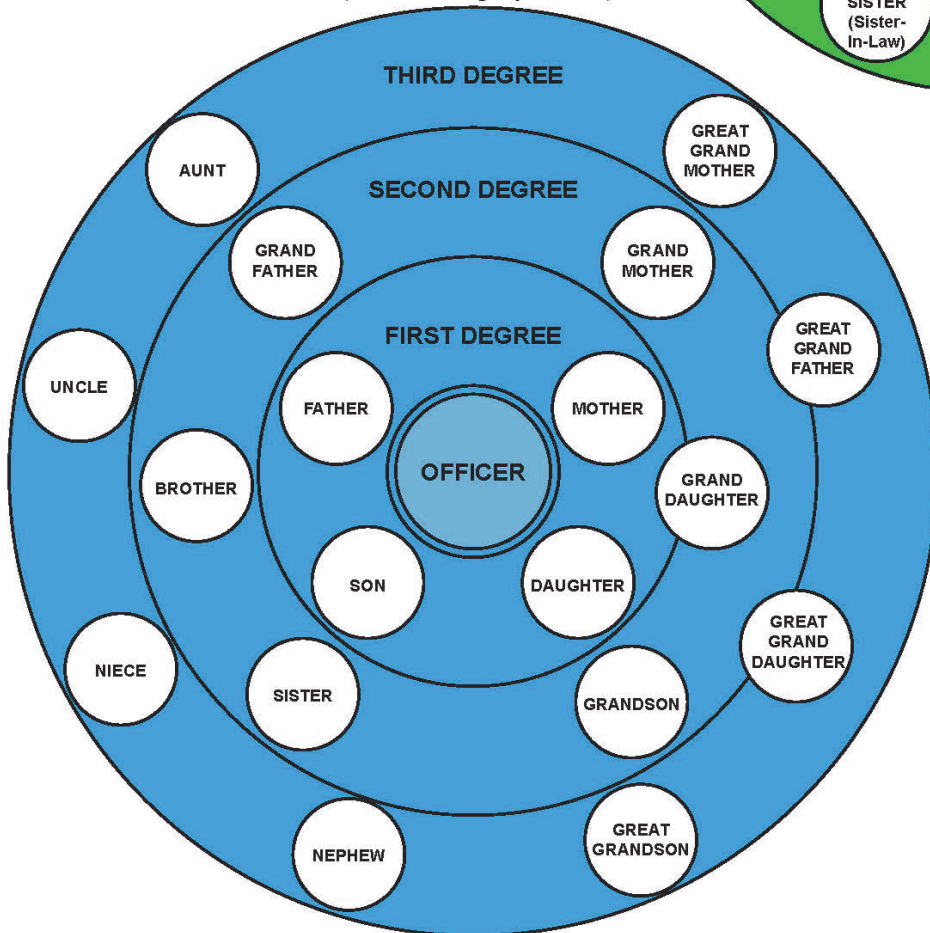 SISTER
(Sister-
In-Law)
THIRD DEGREE
AUNT
GREAT
GRAND
MOTHER
SECOND DEGREE
GRAND
FATHER
GRAND
MOTHER
FIRST DEGREE
GREAT
GRAND
FATHER
UNCLE
FATHER
MOTHER
OFFICER
BROTHER
GRAND
DAUGHTER
SON
DAUGHTER
GREAT
GRAND
DAUGHTER
NIECE
SISTER
GRANDSON
NEPHEW
GREAT
GRANDSON